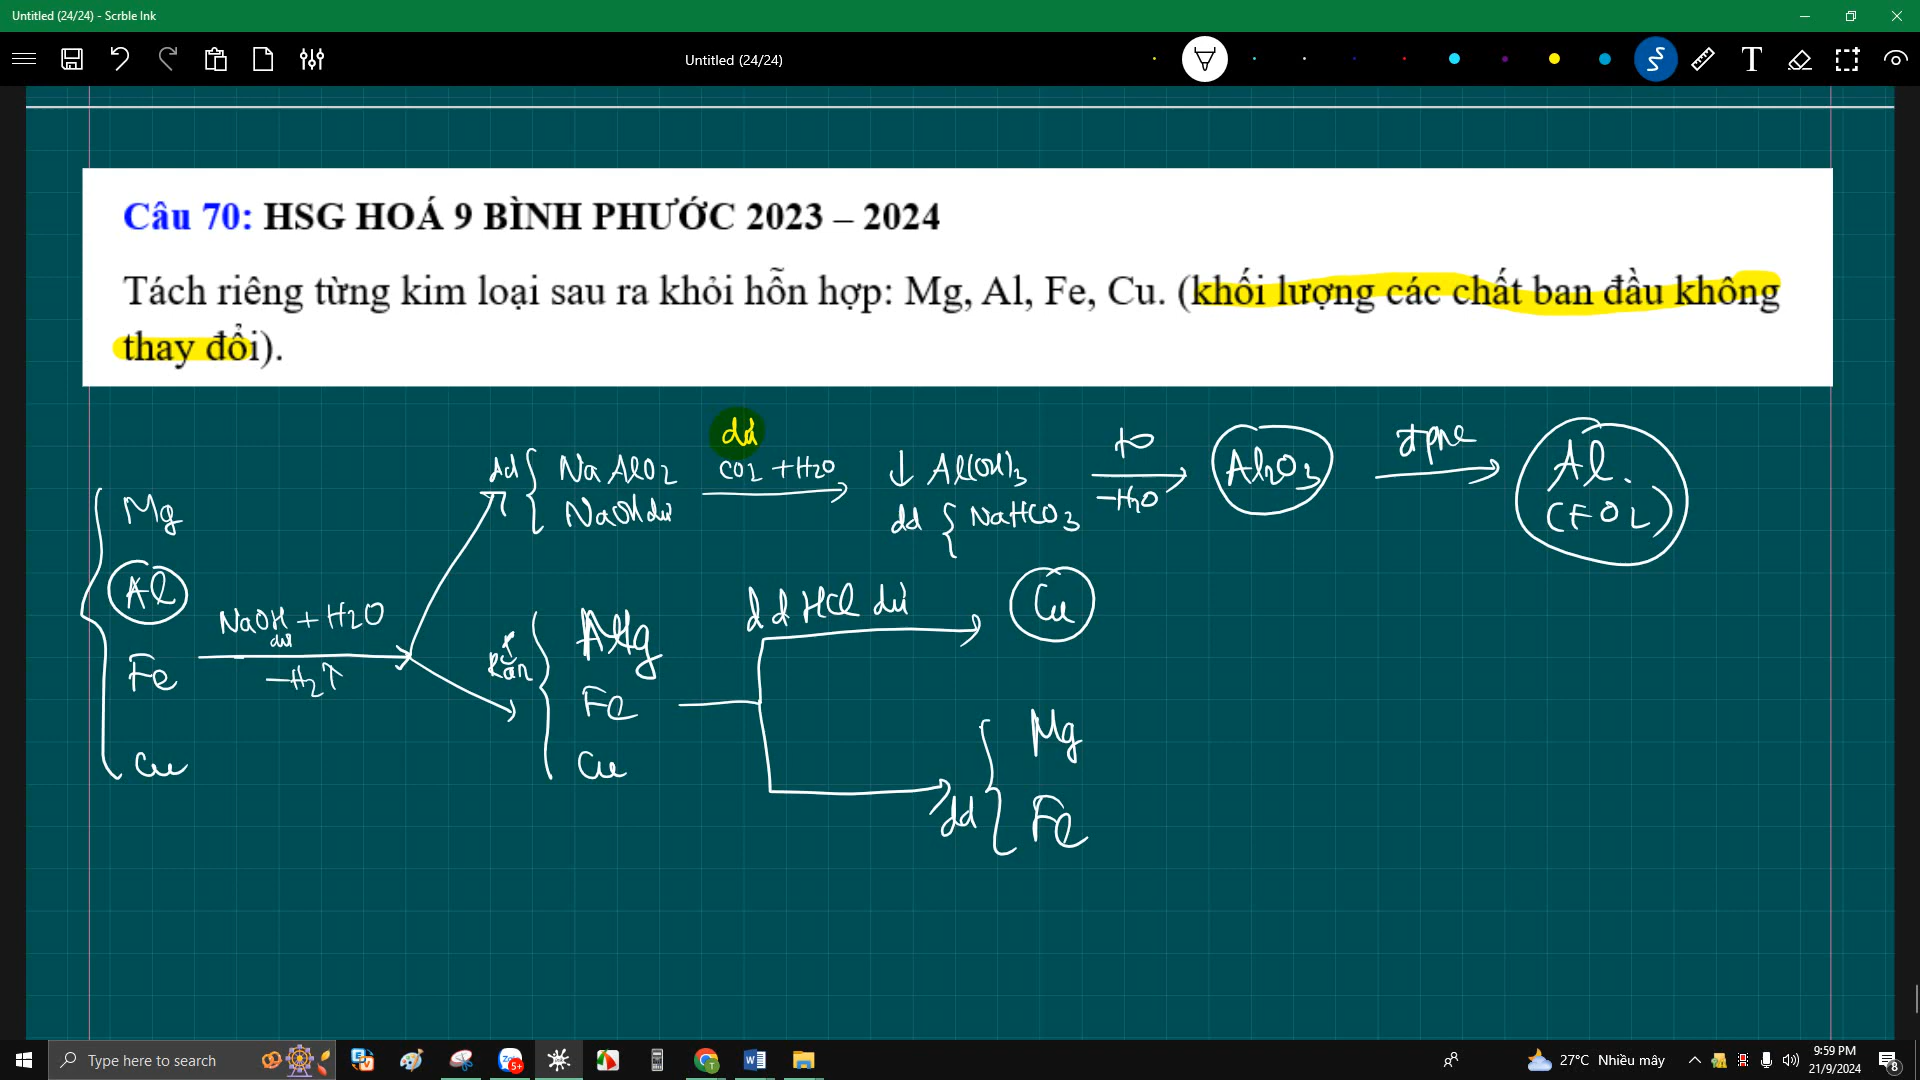 Untitled (24/24) - Scrble Ink
Untitled (24/24)
T
Câu 70: HSG HOÁ 9 BÌNH PHƯỚC 2023 – 2024
Tách riêng từng kim loại sau ra khỏi hỗn hợp: Mg, Al, Fe, Cu. (khối lượng các chất ban đầu không
thay đổi).
dd
dd { NaAlO2
NaOH dư
CO2 + H2O
↓ Al(OH)3
dd { NaHCO3
t0
-H2O
Al2O3
đpnc
Al.
Mg
Al
Fe
Cu
NaOH + H2O
dư
-H2↑
Rắn
Mg
Fe
Cu
dd HCl dư
Cu
dd
Mg
Fe
Type here to search
27°C Nhiều mây
9:59 PM
21/9/2024
8